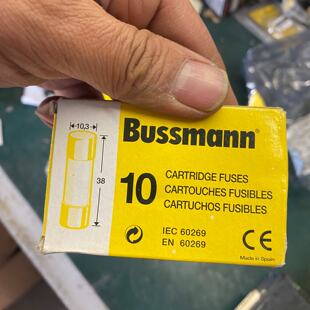 10,3
38
Bussmann®
10
CARTRIDGE FUSES
CARTOUCHES FUSIBLES
CARTUCHOS FUSIBLES
IEC 60269
EN 60269
CE
Made in Spain